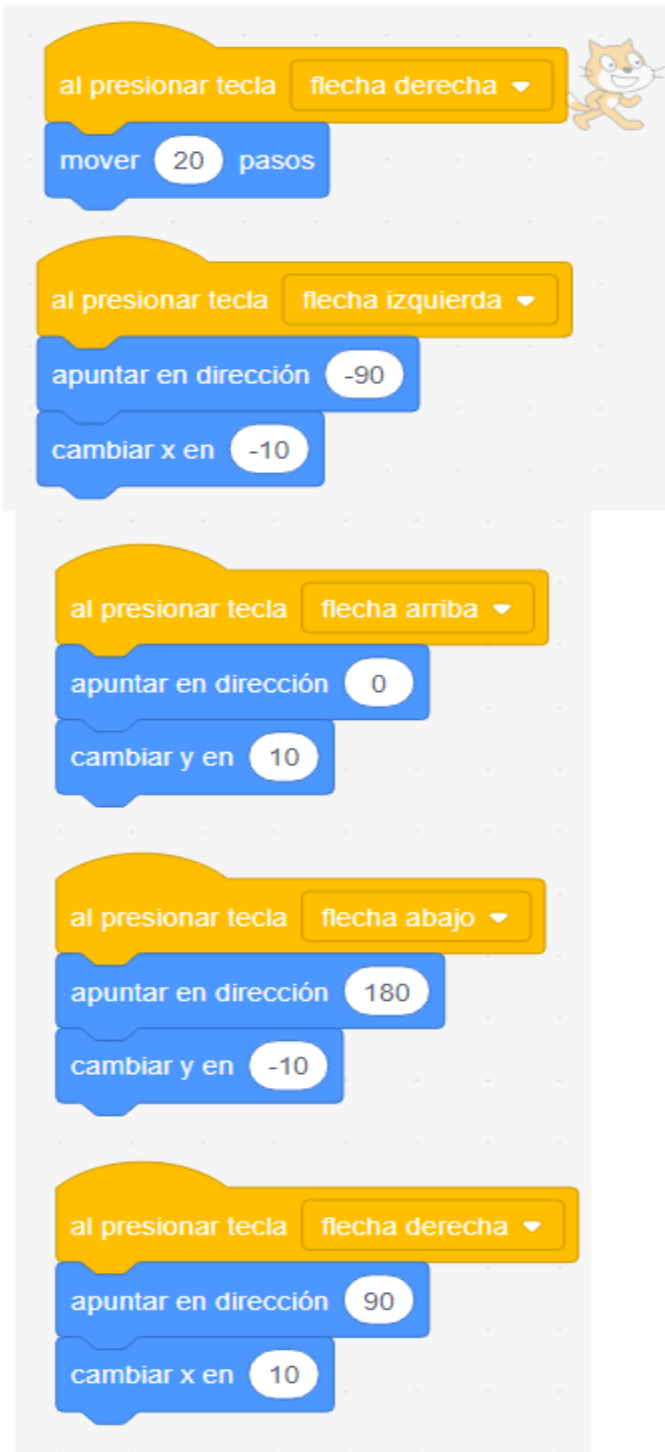 al presionar tecla flecha derecha
mover 20 pasos
al presionar tecla flecha izquierda
apuntar en dirección -90
cambiar x en -10
al presionar tecla flecha arriba
apuntar en dirección 0
cambiar y en 10
al presionar tecla flecha abajo
apuntar en dirección 180
cambiar y en -10
al presionar tecla flecha derecha
apuntar en dirección 90
cambiar x en 10